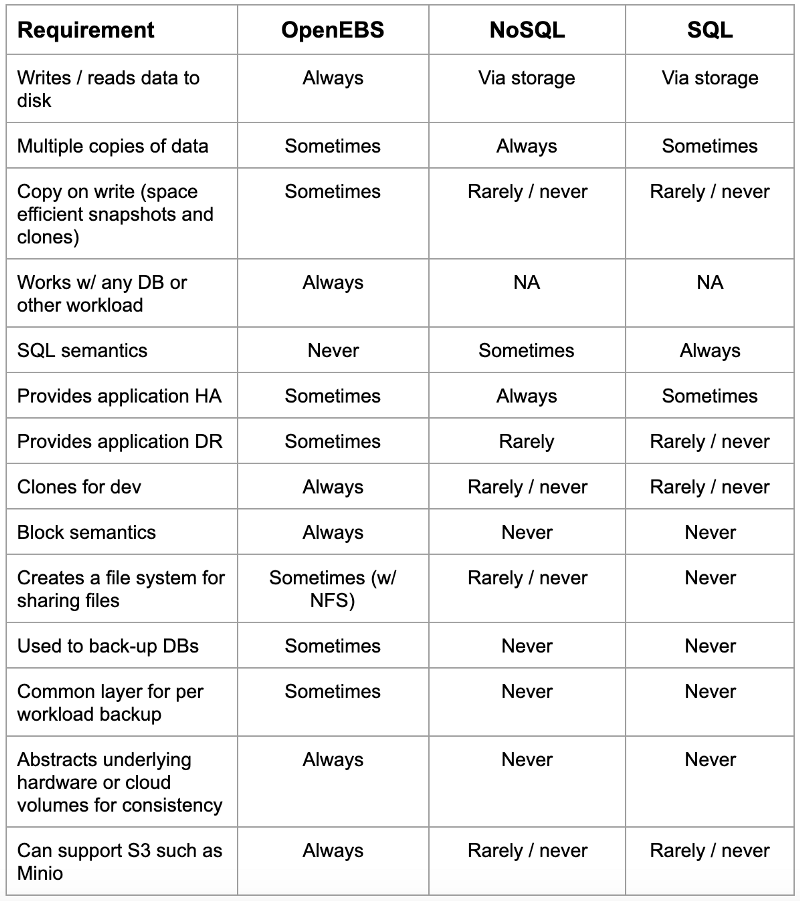 Requirement OpenEBS NoSQL SQL
Writes / reads data to Always Via storage Via storage
disk
Multiple copies of data Sometimes Always Sometimes
Copy on write (space Sometimes Rarely / never Rarely / never
efficient snapshots and
clones)
Works w/ any DB or Always NA NA
other workload
SQL semantics Never Sometimes Always
Provides application HA Sometimes Always Sometimes
Provides application DR Sometimes Rarely Rarely / never
Clones for dev Always Rarely / never Rarely / never
Block semantics Always Never Never
Creates a file system for Sometimes (w/ Rarely / never Never
sharing files NFS)
Used to back-up DBs Sometimes Never Never
Common layer for per Sometimes Never Never
workload backup
Abstracts underlying Always Never Never
hardware or cloud
volumes for consistency
Can support S3 such as Always Rarely / never Rarely / never
Minio